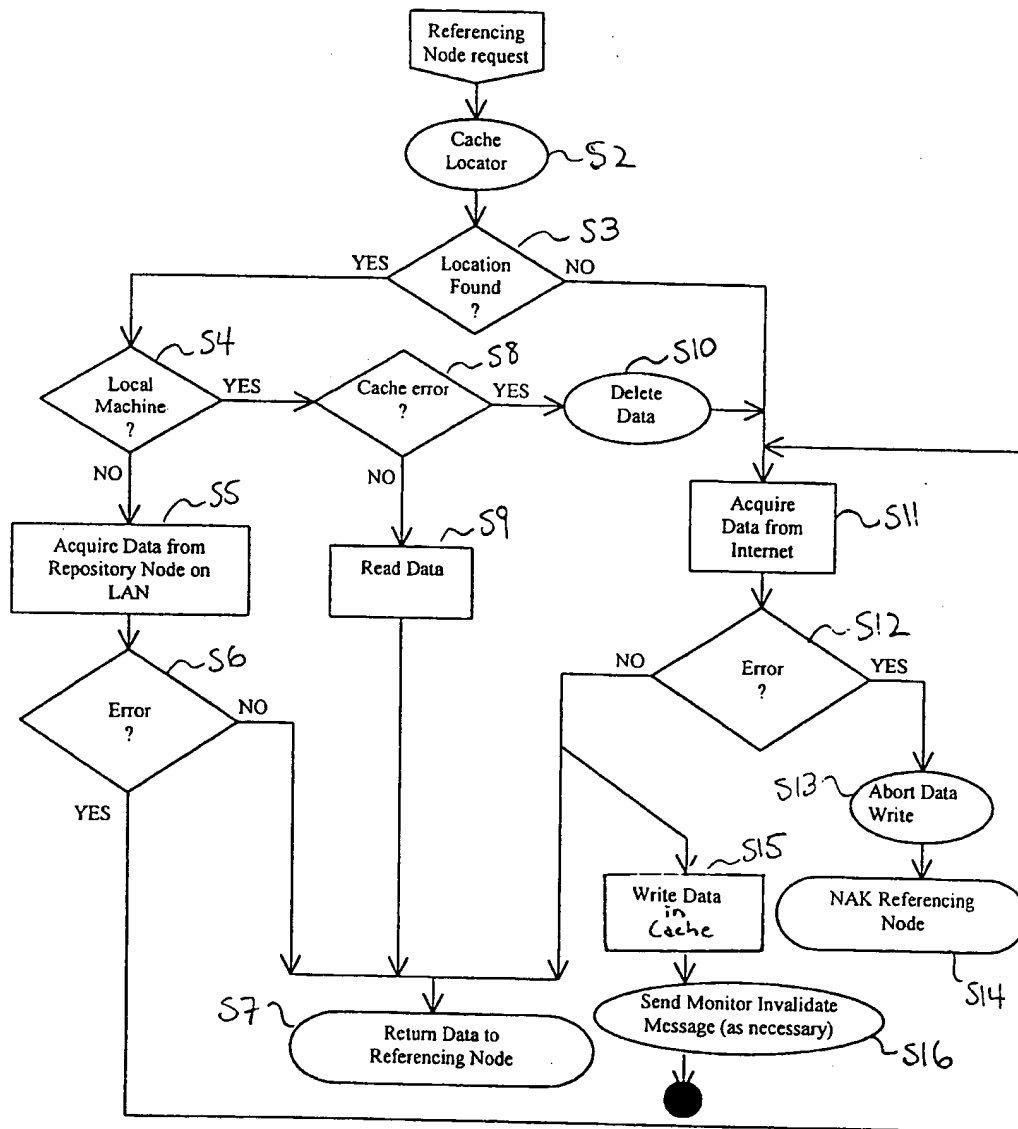 Referencing
Node request
Cache
Locator
S2
S3
YES
Location
Found
?
NO
S4
Local
Machine
?
YES
S8
Cache error
?
YES
S10
Delete
Data
NO
NO
S5
Acquire Data from
Repository Node on
LAN
S9
Read Data
Acquire
Data from
Internet
S11
S6
Error
?
NO
YES
S12
NO
Error
?
YES
S13
Abort Data
Write
S15
Write Data
in
Cache
NAK Referencing
Node
S14
S7
Return Data to
Referencing Node
Send Monitor Invalidate
Message (as necessary)
S16